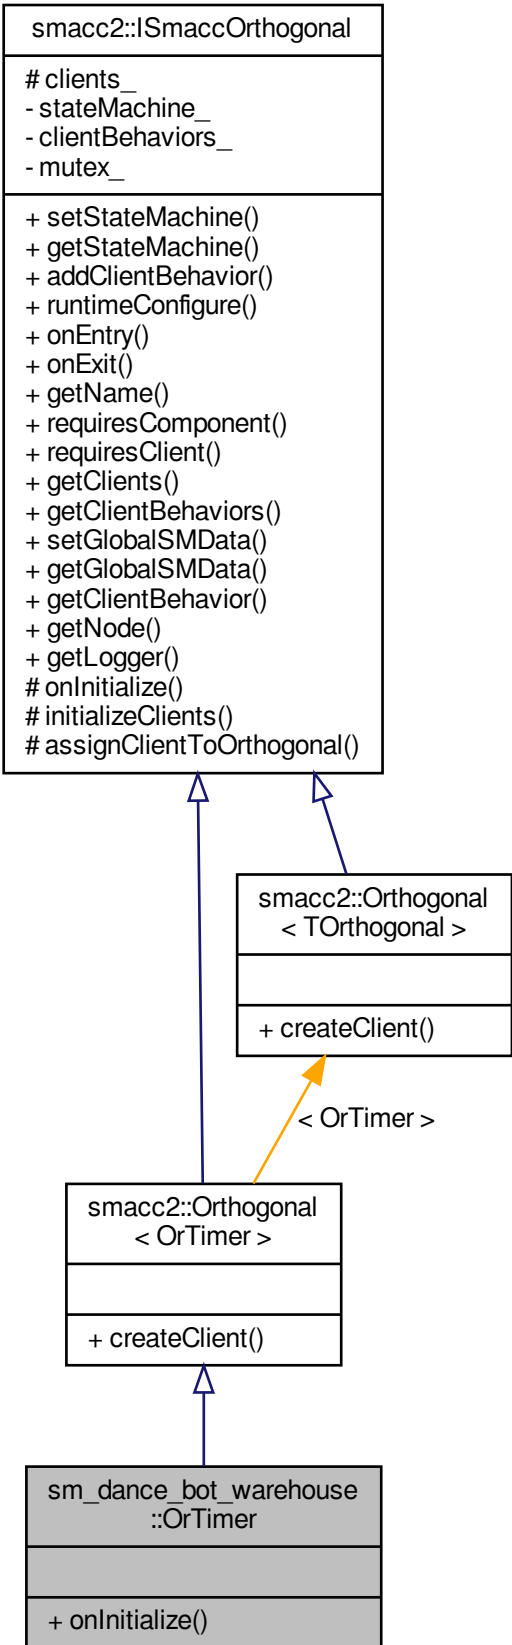 smacc2::ISmaccOrthogonal
# clients_
- stateMachine_
- clientBehaviors_
- mutex_
+ setStateMachine()
+ getStateMachine()
+ addClientBehavior()
+ runtimeConfigure()
+ onEntry()
+ onExit()
+ getName()
+ requiresComponent()
+ requiresClient()
+ getClients()
+ getClientBehaviors()
+ setGlobalSMData()
+ getGlobalSMData()
+ getClientBehavior()
+ getNode()
+ getLogger()
# onInitialize()
# initializeClients()
# assignClientToOrthogonal()
smacc2::Orthogonal
< TOrthogonal >
+ createClient()
< OrTimer >
smacc2::Orthogonal
< OrTimer >
+ createClient()
sm_dance_bot_warehouse
::OrTimer
+ onInitialize()